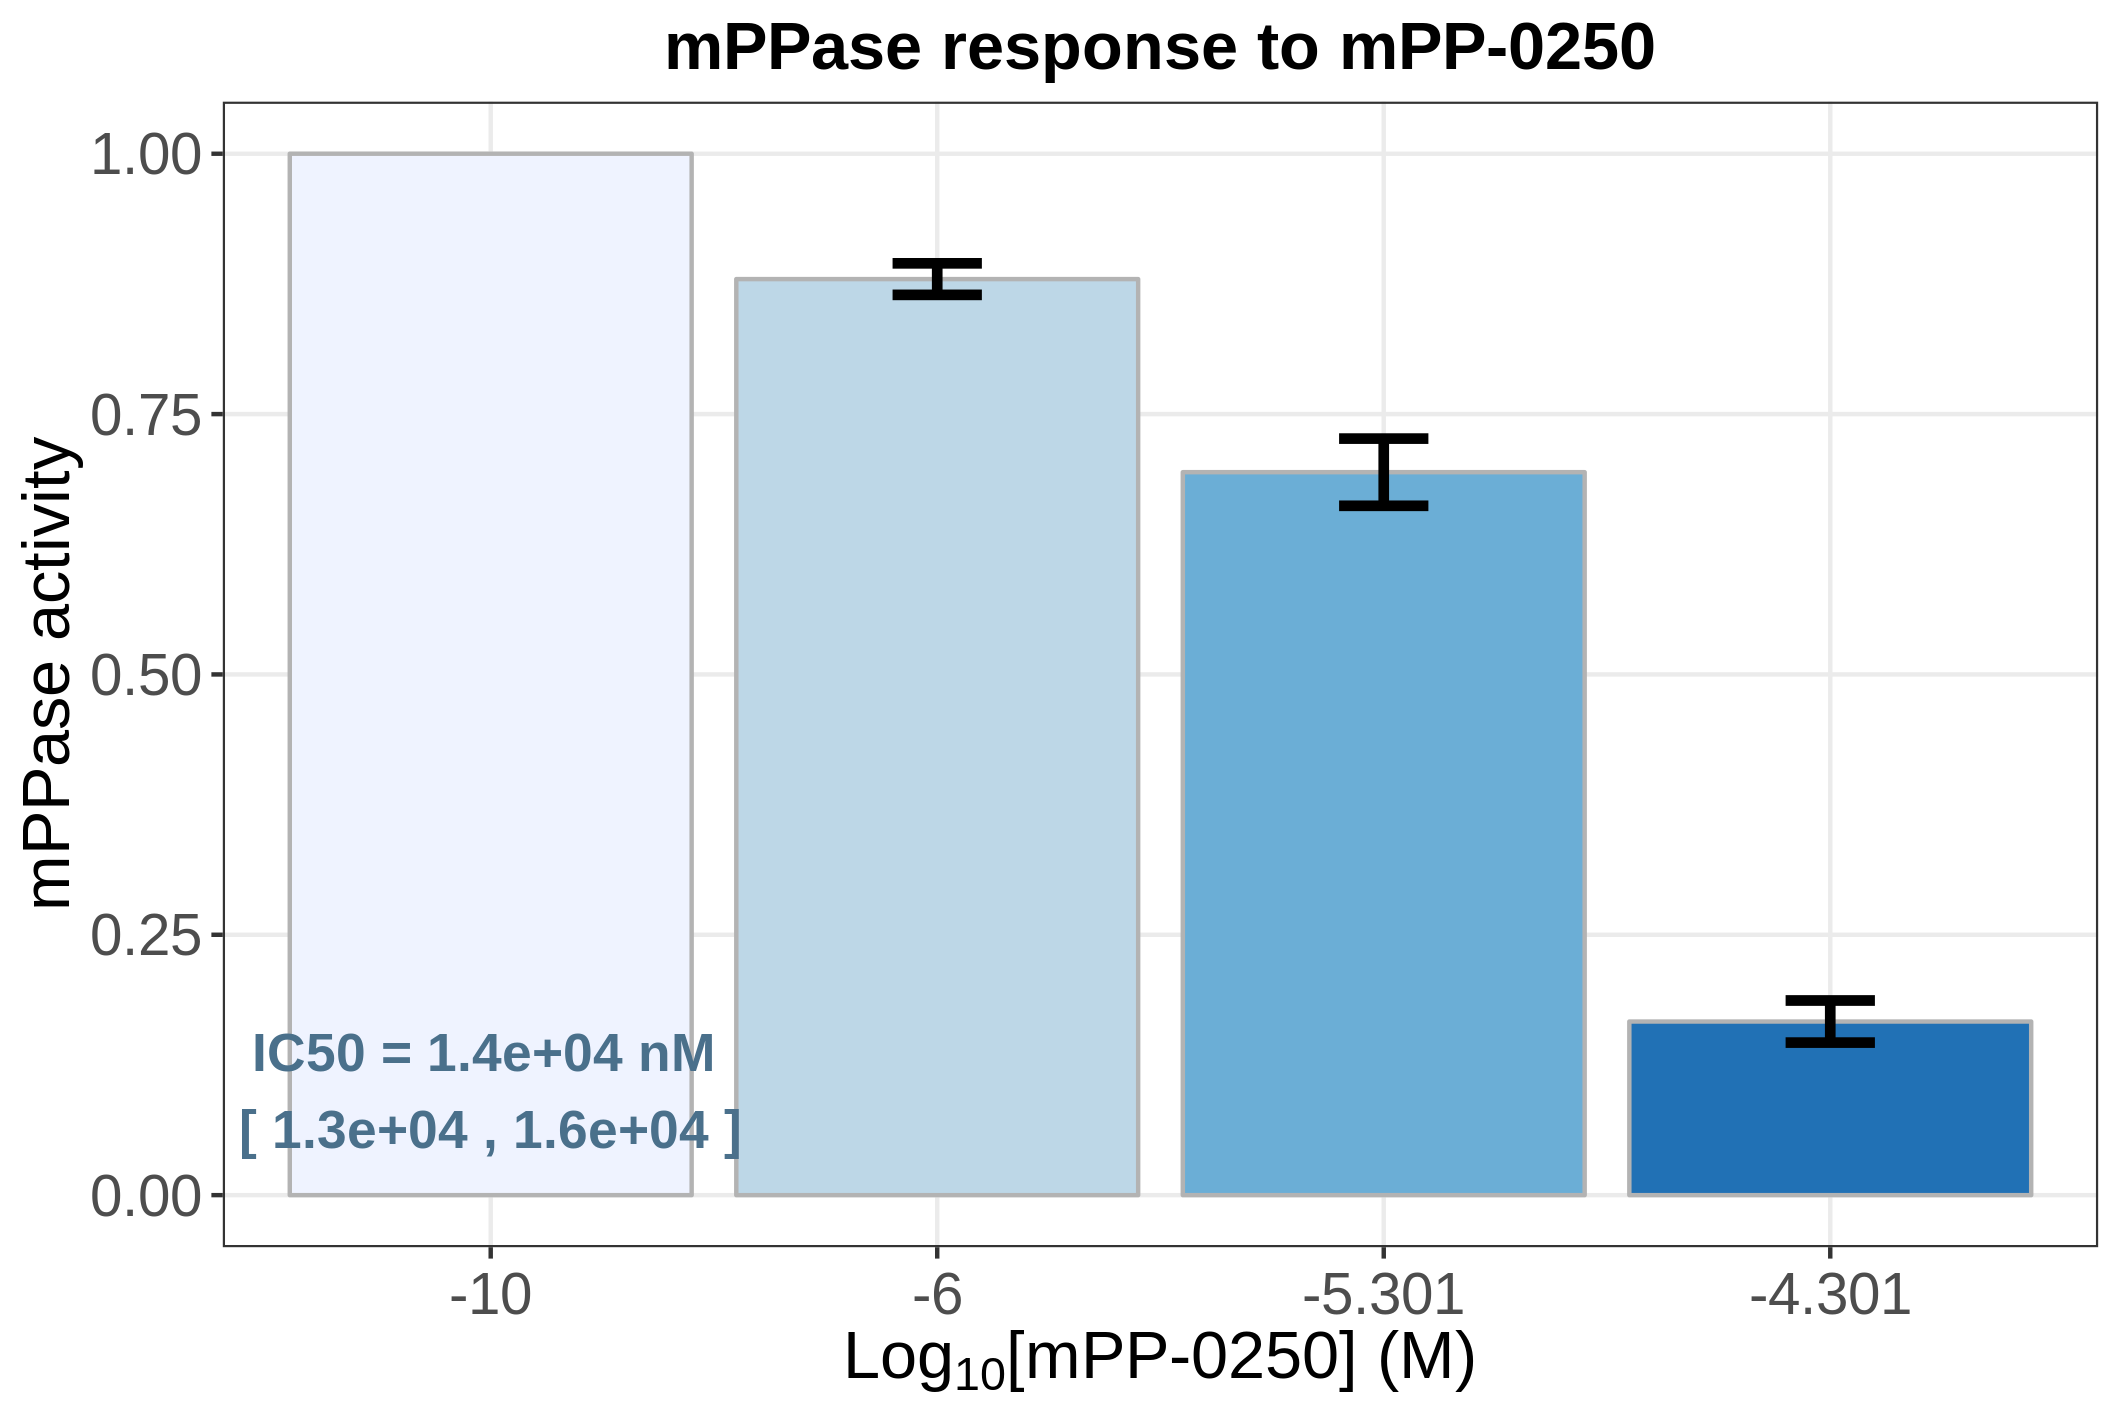 mPPase response to mPP-0250
mPPase activity
1.00
0.75
0.50
0.25
0.00
IC50 = 1.4e+04 nM
[ 1.3e+04 , 1.6e+04 ]
-10
-6
-5.301
-4.301
Log10[mPP-0250] (M)